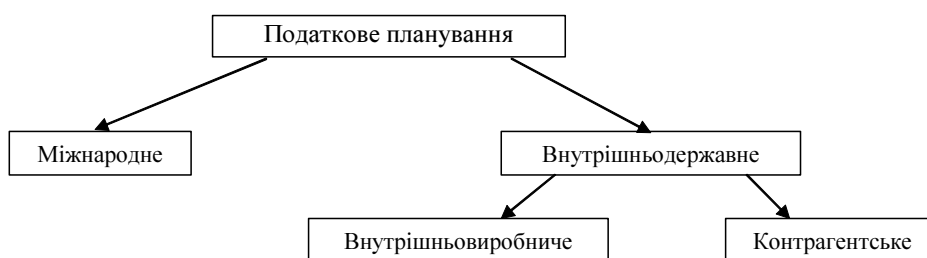 Податкове планування
Міжнародне
Внутрішньодержавне
Внутрішньовиробниче
Контрагентське